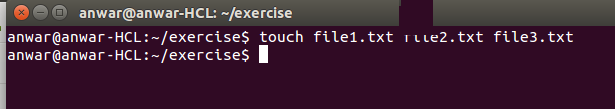 anwar@anwar-HCL: ~/exercise
anwar@anwar-HCL:~/exercise$ touch file1.txt file2.txt file3.txt
anwar@anwar-HCL:~/exercise$